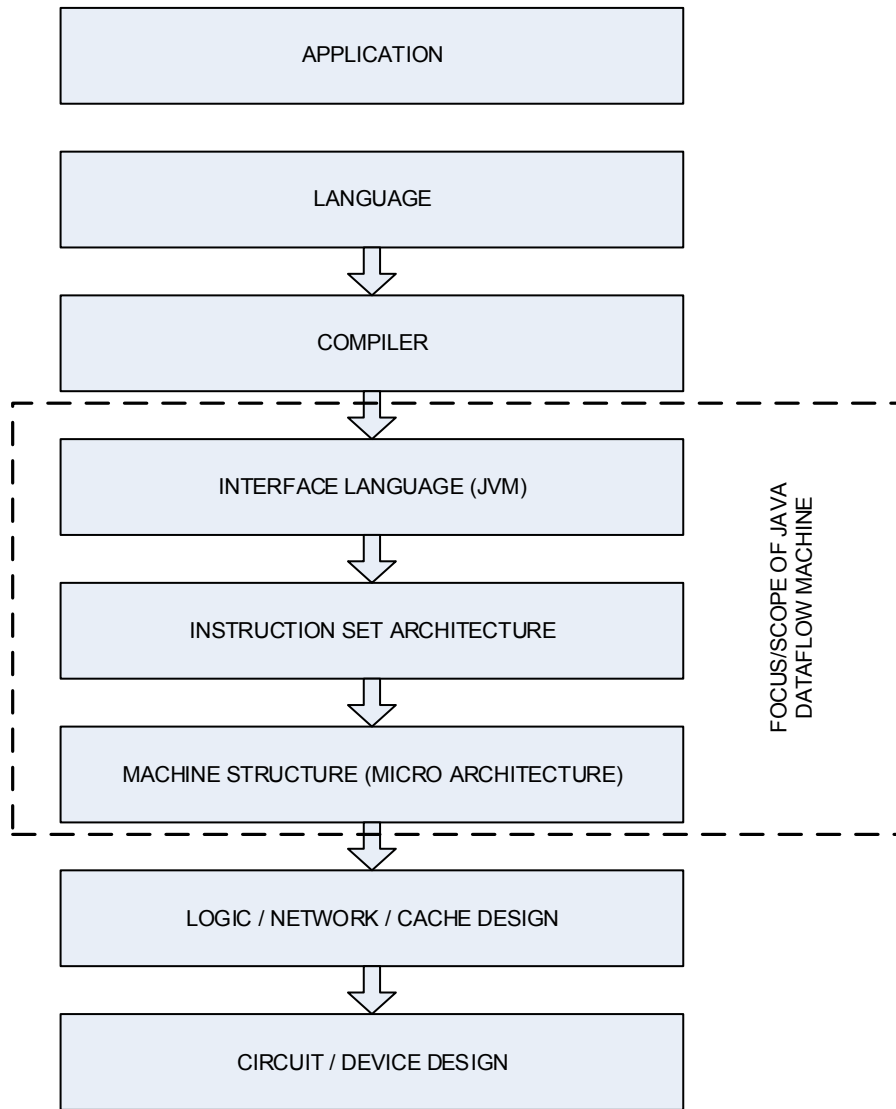 APPLICATION
LANGUAGE
COMPILER
INTERFACE LANGUAGE (JVM)
INSTRUCTION SET ARCHITECTURE
MACHINE STRUCTURE (MICRO ARCHITECTURE)
FOCUS/SCOPE OF JAVA
DATAFLOW MACHINE
LOGIC / NETWORK / CACHE DESIGN
CIRCUIT / DEVICE DESIGN